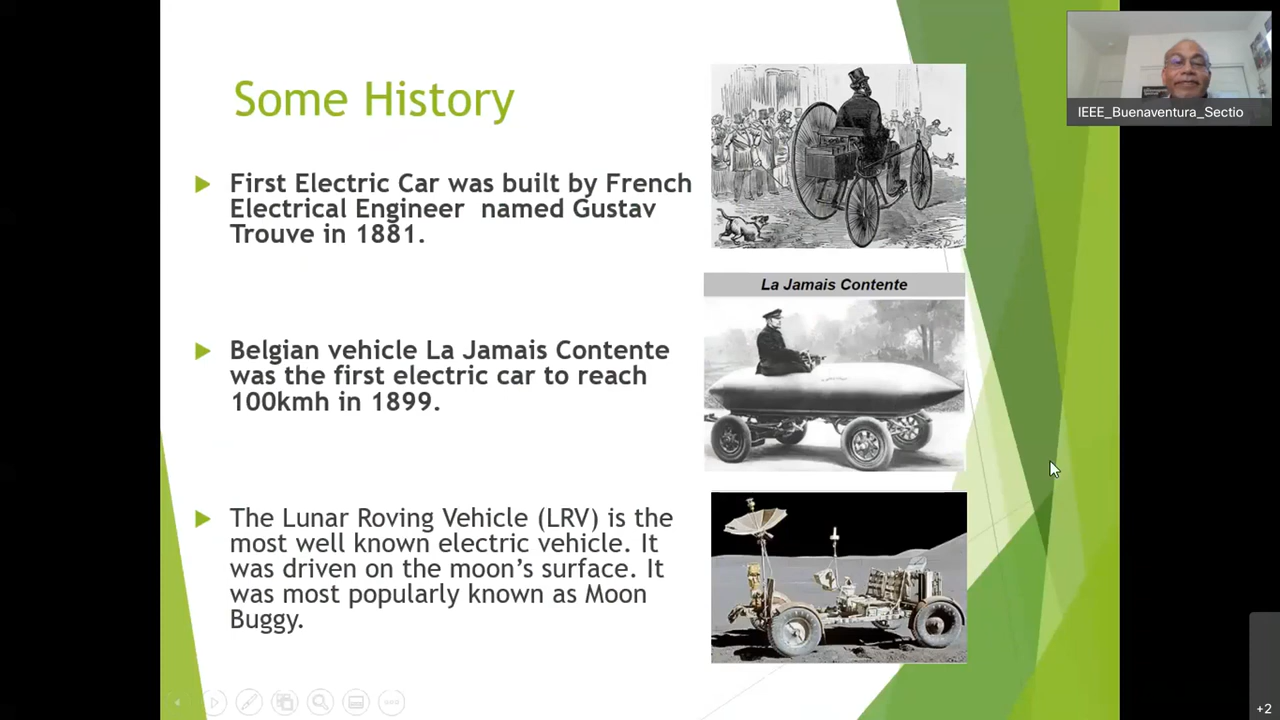 Some History
First Electric Car was built by French
Electrical Engineer  named Gustav
Trouve in 1881.
La Jamais Contente
Belgian vehicle La Jamais Contente
was the first electric car to reach
100kmh in 1899.
The Lunar Roving Vehicle (LRV) is the
most well known electric vehicle. It
was driven on the moon’s surface. It
was most popularly known as Moon
Buggy.
IEEE_Buenaventura_Sectio
+2